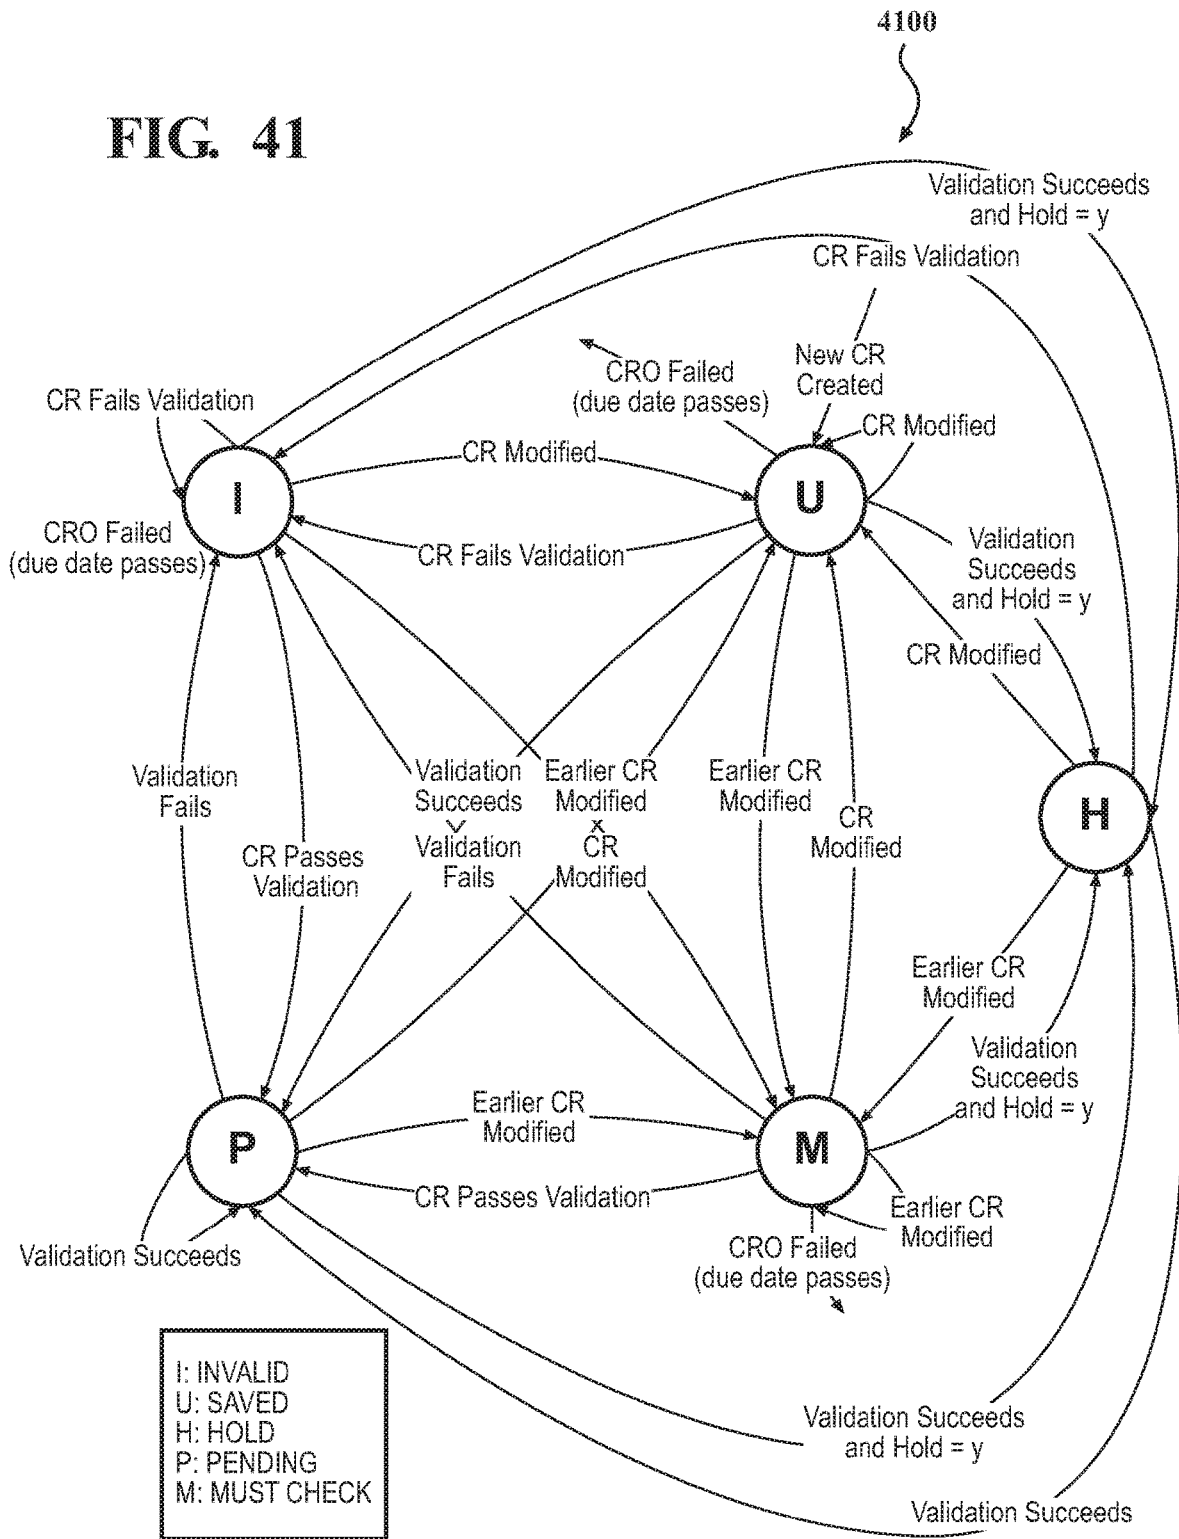 4100
FIG. 41
Validation Succeeds
and Hold = y
CR Fails Validation
New CR
Created
CRO Failed
(due date passes)
CR Fails Validation
CR Modified
CR Modified
I
U
CRO Failed
(due date passes)
CR Fails Validation
Validation
Succeeds
and Hold = y
CR Modified
Validation
Fails
Validation
Succeeds
Earlier CR
Modified
Earlier CR
Modified
H
CR
Modified
Validation
Fails
CR
Modified
CR Passes
Validation
Earlier CR
Modified
Validation
Succeeds
and Hold = y
Earlier CR
Modified
P
M
CR Passes Validation
Earlier CR
Modified
Validation Succeeds
CRO Failed
(due date passes)
I: INVALID
U: SAVED
H: HOLD
P: PENDING
M: MUST CHECK
Validation Succeeds
and Hold = y
Validation Succeeds